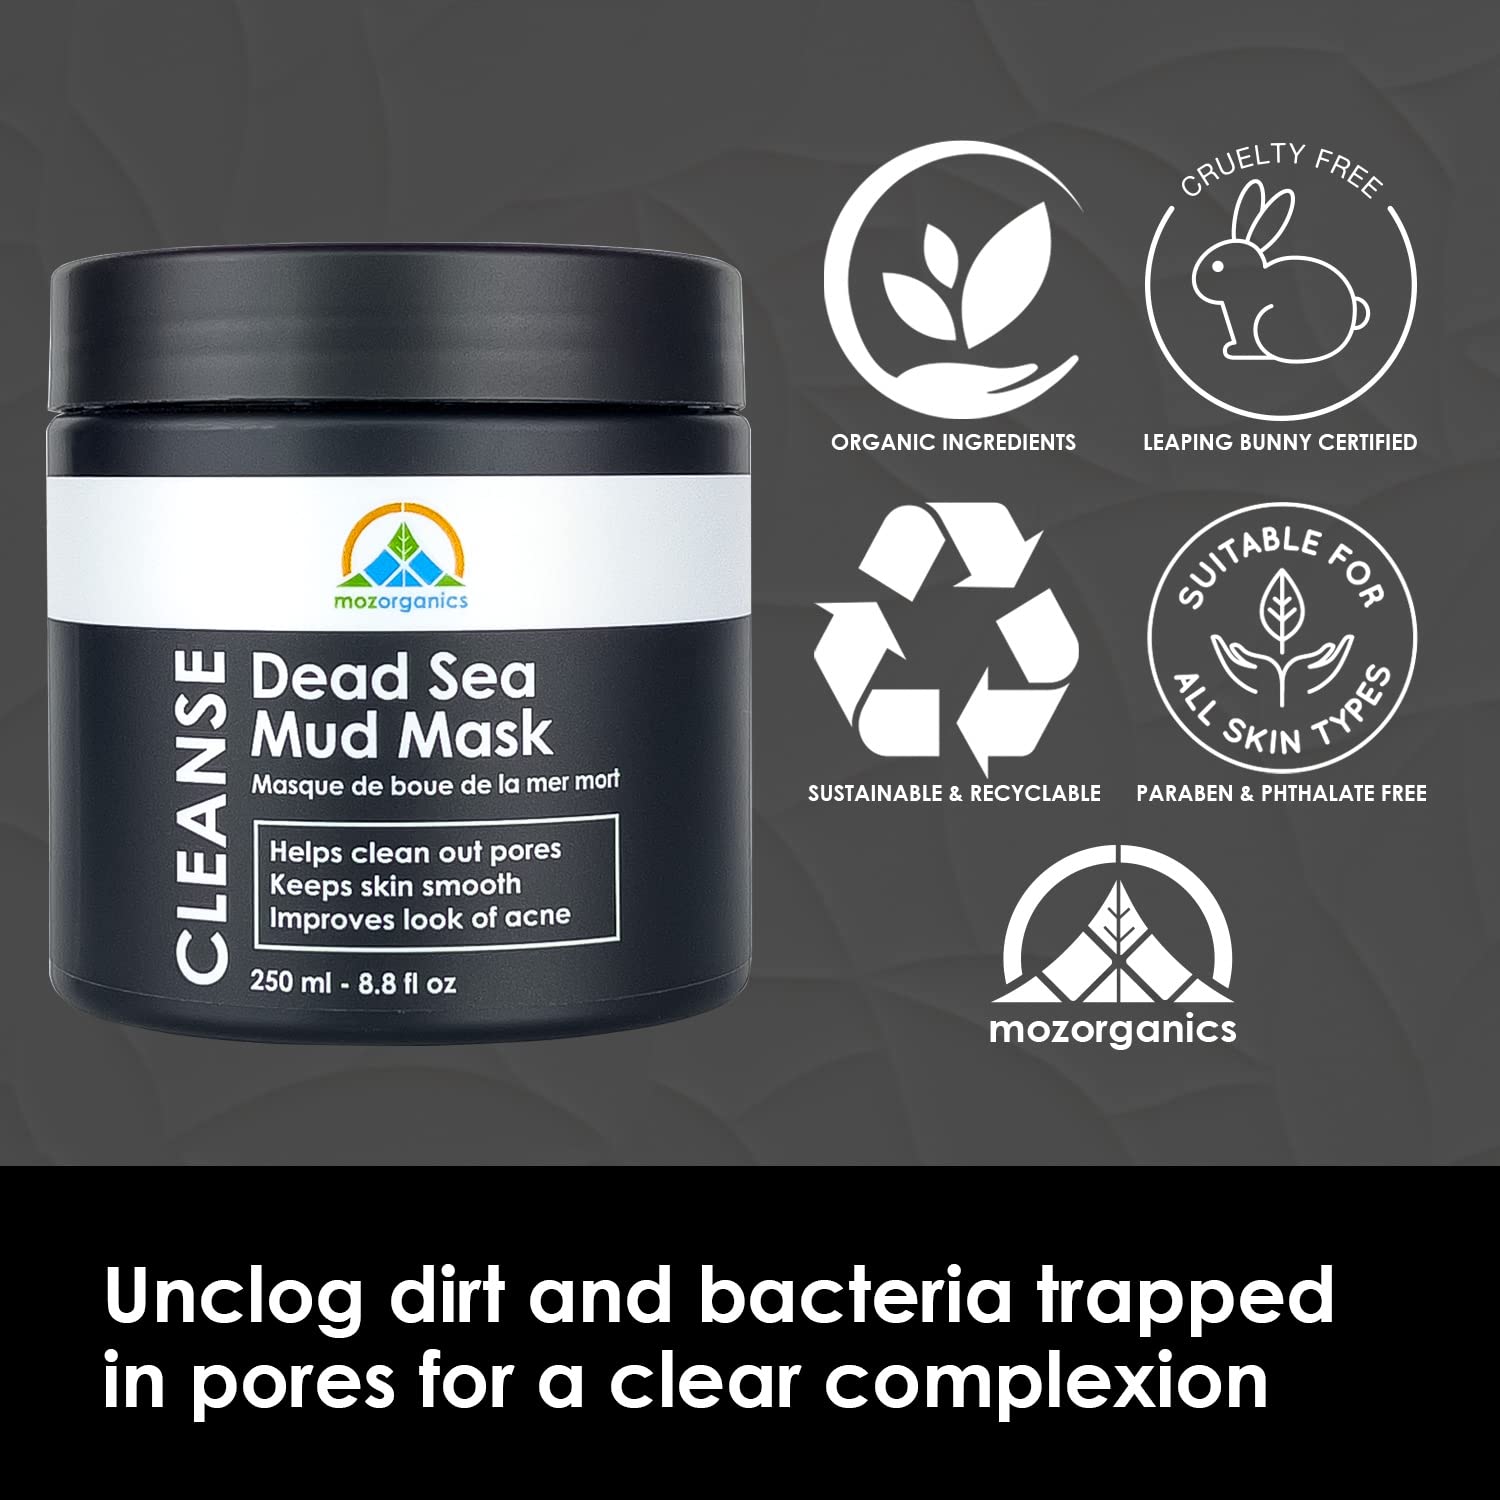 mozorganics
CLEANSE
Dead Sea
Mud Mask
Masque de boue de la mer mort
Helps clean out pores
Keeps skin smooth
Improves look of acne
250 ml - 8.8 fl oz
ORGANIC INGREDIENTS
CRUELTY FREE
LEAPING BUNNY CERTIFIED
SUSTAINABLE & RECYCLABLE
SUITABLE FOR
ALL SKIN TYPES
PARABEN & PHTHALATE FREE
mozorganics
Unclog dirt and bacteria trapped
in pores for a clear complexion